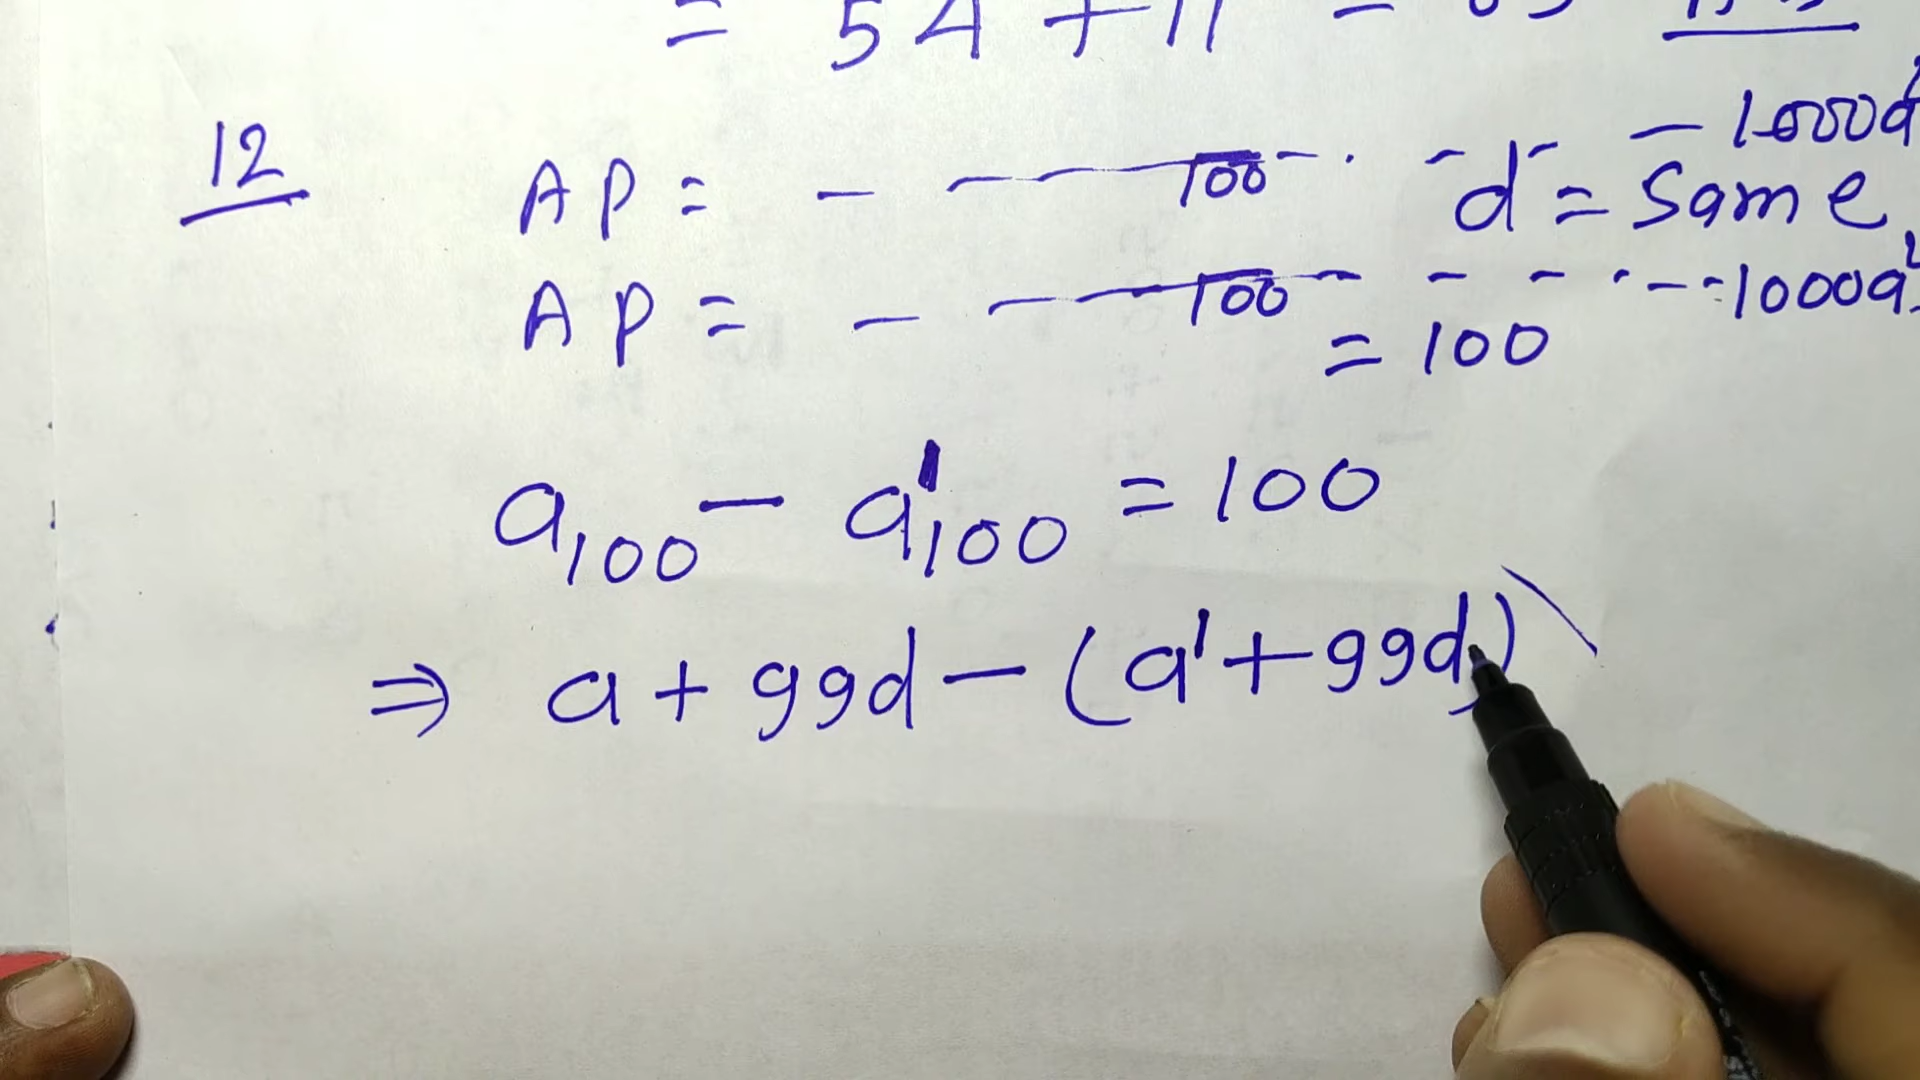 = 54 + 11 =
12
AP = - - - 100 - . - - - 1000
d = Same
AP = - - - 100 - - - . - - 1000
= 100
a₁₀₀ - a'₁₀₀ = 100
⇒ a + 99d - (a' + 99d)